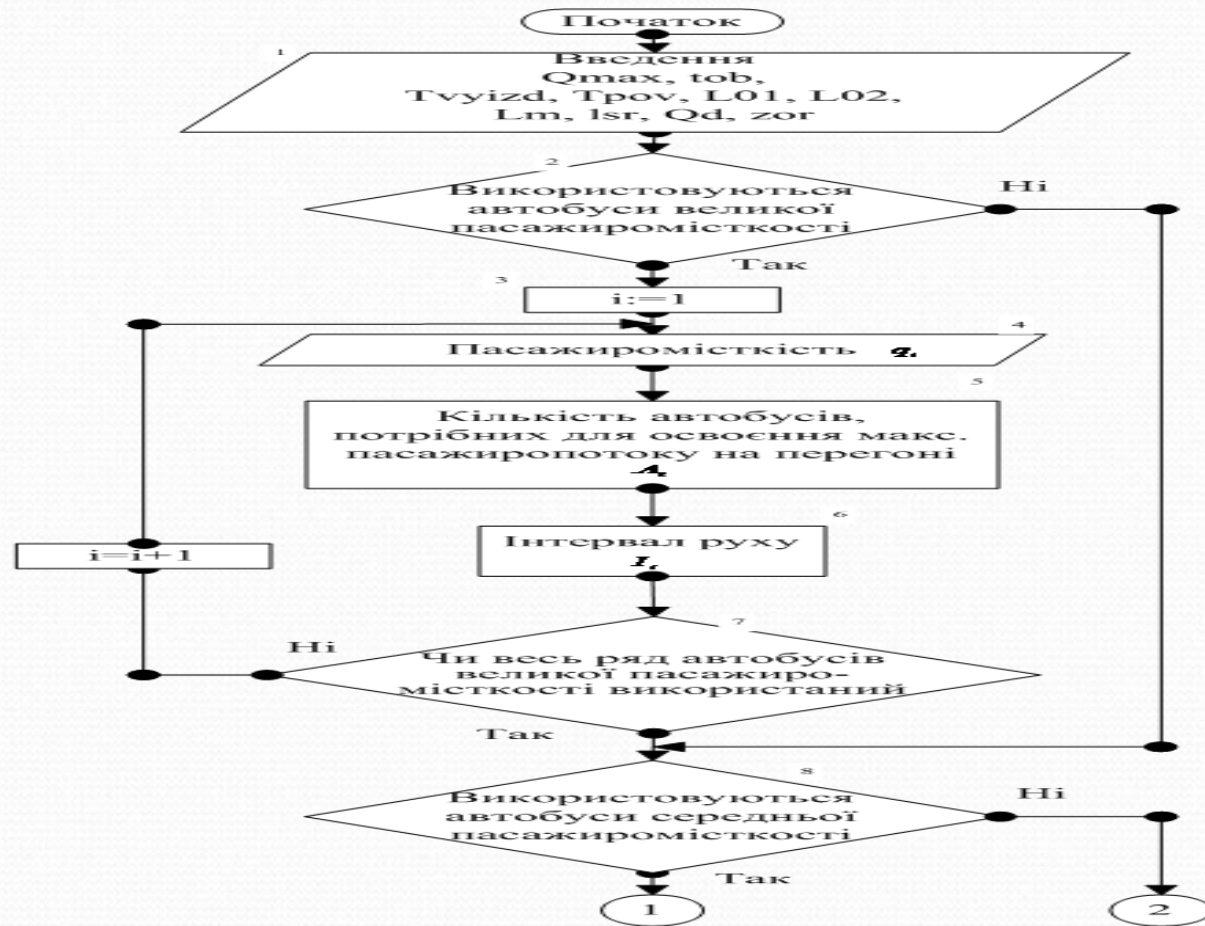 Початок
1
Введення
Qmax, tob,
Tvyizd, Tpov, L01, L02,
Lm, lsr, Qd, zor
2
Використовуються
автобуси великої
пасажиромісткості
Ні
Так
3
i:=1
4
Пасажиромісткість qᵢ
5
Кількість автобусів,
потрібних для освоєння макс.
пасажиропотоку на перегоні
Aᵢ
6
Інтервал руху
Iᵢ
i=i+1
7
Ні
Чи весь ряд автобусів
великої пасажиро-
місткості використаний
Так
8
Використовуються
автобуси середньої
пасажиромісткості
Ні
Так
1
2